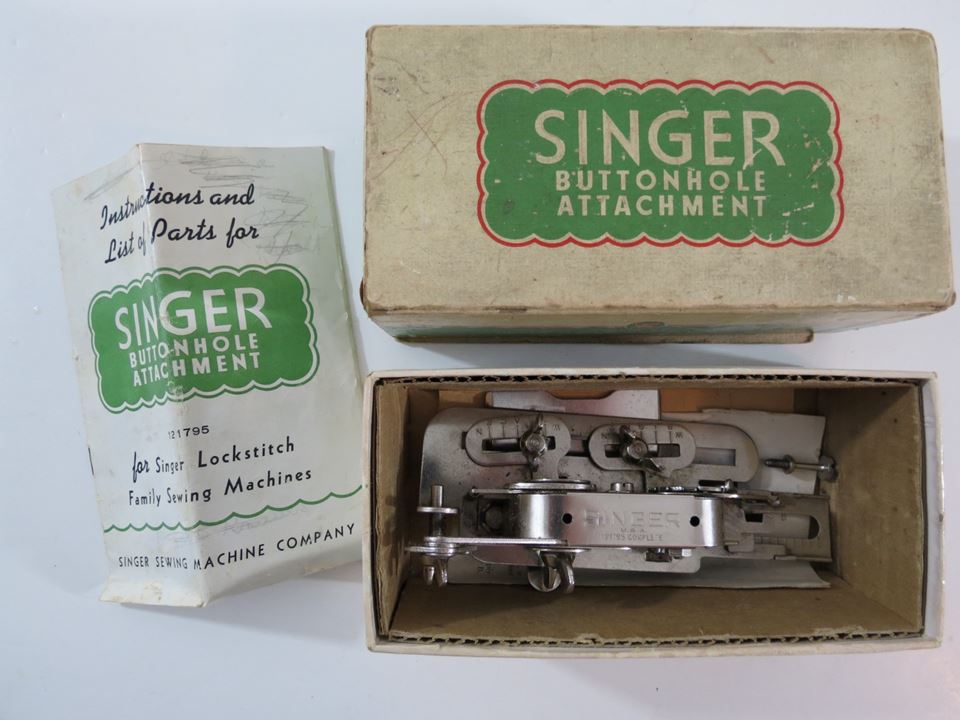 Instructions and
List of Parts for
SINGER
BUTTONHOLE
ATTACHMENT
121795
for Singer Lockstitch
Family Sewing Machines
SINGER SEWING MACHINE COMPANY
SINGER
BUTTONHOLE
ATTACHMENT
SINGER
U.S.A.
121795 COMPLETE